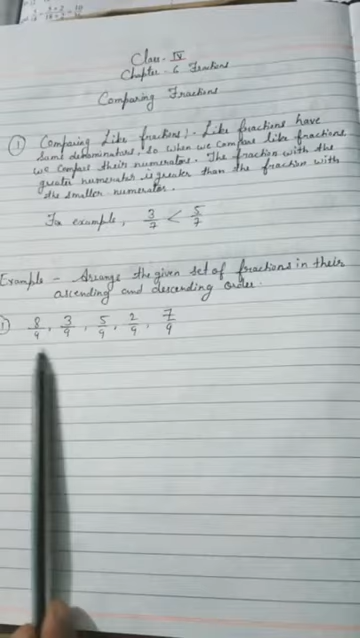 Class - IV
Chapter - 6 Fractions
Comparing Fractions
① Comparing Like fractions :- Like fractions have
same denominators. So when we compare like fractions
we compare their numerators. The fraction with the
greater numerator is greater than the fraction with
the smaller numerator.
For example, 3/7 < 5/7
Example - Arrange the given set of fractions in their
ascending and descending order.
① 8/9, 3/9, 5/9, 2/9, 7/9